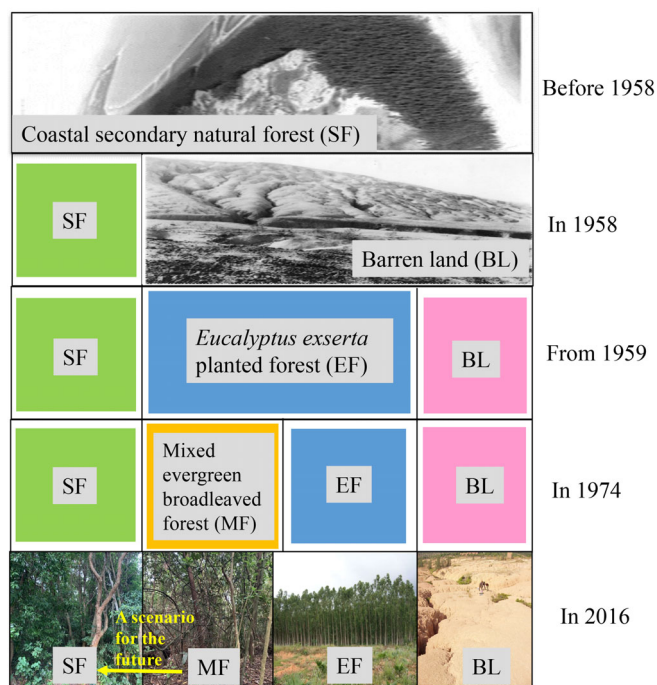 Before 1958
Coastal secondary natural forest (SF)
SF
Barren land (BL)
In 1958
SF
Eucalyptus exserta
planted forest (EF)
BL
From 1959
SF
Mixed
evergreen
broadleaved
forest (MF)
EF
BL
In 1974
A scenario
for the
future
SF
MF
EF
BL
In 2016